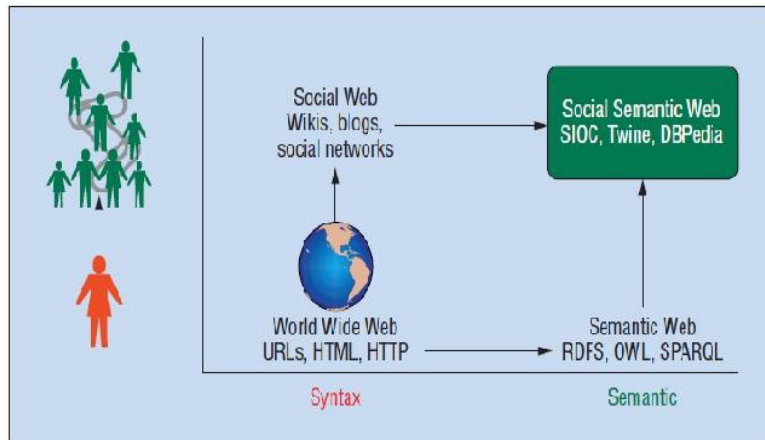 Social Web
Wikis, blogs,
social networks
Social Semantic Web
SIOC, Twine, DBPedia
World Wide Web
URLs, HTML, HTTP
Semantic Web
RDFS, OWL, SPARQL
Syntax
Semantic